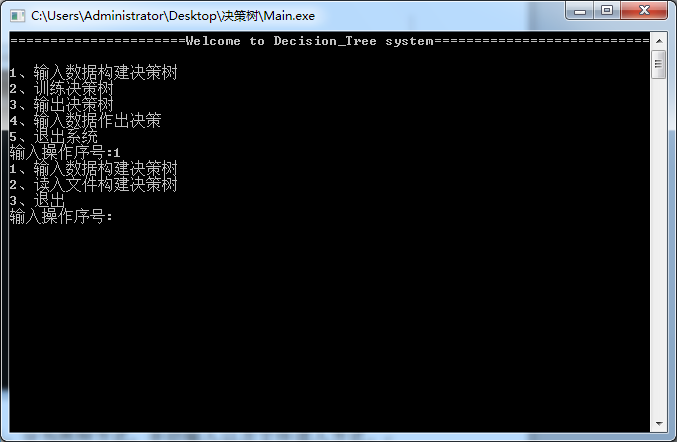 C:\Users\Administrator\Desktop\决策树\Main.exe
======================Welcome to Decision_Tree system===========================
1、输入数据构建决策树
2、训练决策树
3、输出决策树
4、输入数据作出决策
5、退出系统
输入操作序号:1
1、输入数据构建决策树
2、读入文件构建决策树
3、退出
输入操作序号: